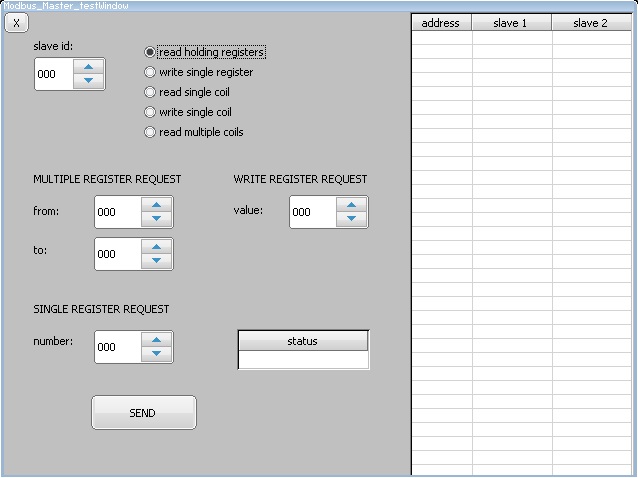 Modbus_Master_testWindow
X
slave id:
000
read holding registers
write single register
read single coil
write single coil
read multiple coils
MULTIPLE REGISTER REQUEST
from:
000
to:
000
WRITE REGISTER REQUEST
value:
000
SINGLE REGISTER REQUEST
number:
000
status
SEND
address slave 1 slave 2